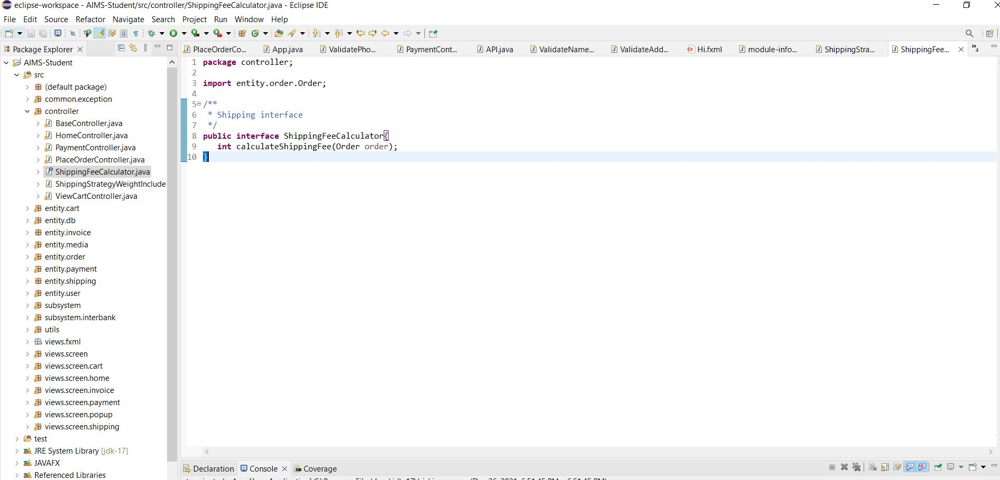 eclipse-workspace - AIMS-Student/src/controller/ShippingFeeCalculator.java - Eclipse IDE
File Edit Source Refactor Navigate Search Project Run Window Help
Package Explorer
PlaceOrderCo... App.java ValidatePho... PaymentCont... API.java ValidateName... ValidateAdd... Hi.fxml module-info... ShippingStra... ShippingFee... »4
AIMS-Student
src
(default package)
common.exception
controller
BaseController.java
HomeController.java
PaymentController.java
PlaceOrderController.java
ShippingFeeCalculator.java
ShippingStrategyWeightInclude
ViewCartController.java
entity.cart
entity.db
entity.invoice
entity.media
entity.order
entity.payment
entity.shipping
entity.user
subsystem
subsystem.interbank
utils
views.fxml
views.screen
views.screen.cart
views.screen.home
views.screen.invoice
views.screen.payment
views.screen.popup
views.screen.shipping
test
JRE System Library [jdk-17]
JAVAFX
Referenced Libraries
1 package controller;
2
3 import entity.order.Order;
4
5 /**
6 * Shipping interface
7 */
8 public interface ShippingFeeCalculator{
9 int calculateShippingFee(Order order);
10 }
Declaration Console Coverage